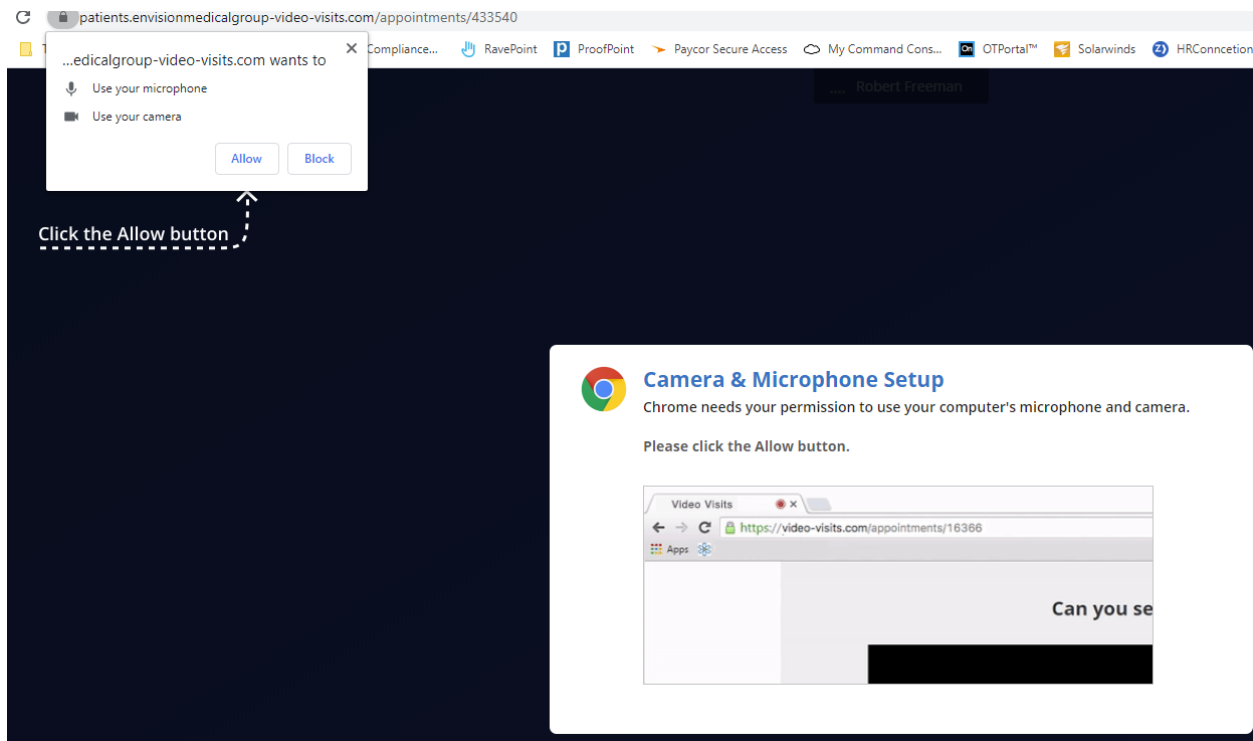 patients.envisionmedicalgroup-video-visits.com/appointments/433540
Compliance... RavePoint ProofPoint Paycor Secure Access My Command Cons... On OTPortal™ Solarwinds HRConncetion
...edicalgroup-video-visits.com wants to
Use your microphone
Use your camera
Allow Block
.... Robert Freeman
Click the Allow button
Camera & Microphone Setup
Chrome needs your permission to use your computer's microphone and camera.
Please click the Allow button.
Video Visits
https://video-visits.com/appointments/16366
Apps
Can you se